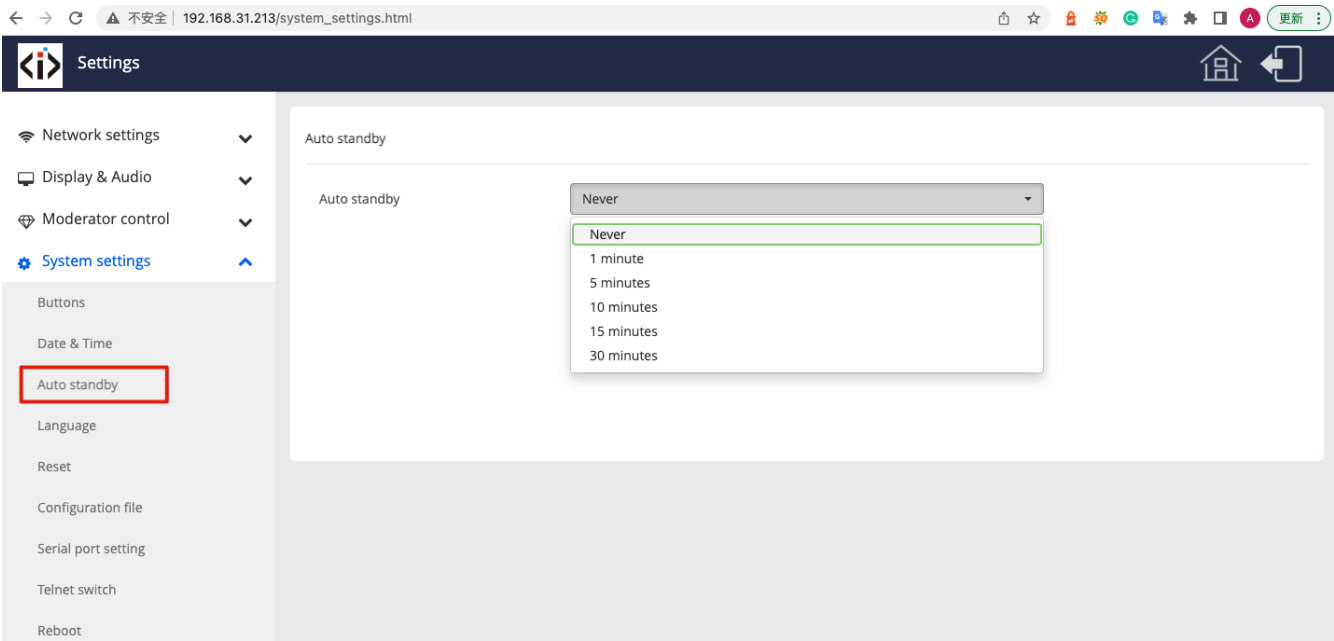 不安全 192.168.31.213/system_settings.html A 更新
<i> Settings
Network settings
Display & Audio
Moderator control
System settings
Buttons
Date & Time
Auto standby
Language
Reset
Configuration file
Serial port setting
Telnet switch
Reboot
Auto standby
Auto standby Never
Never
1 minute
5 minutes
10 minutes
15 minutes
30 minutes